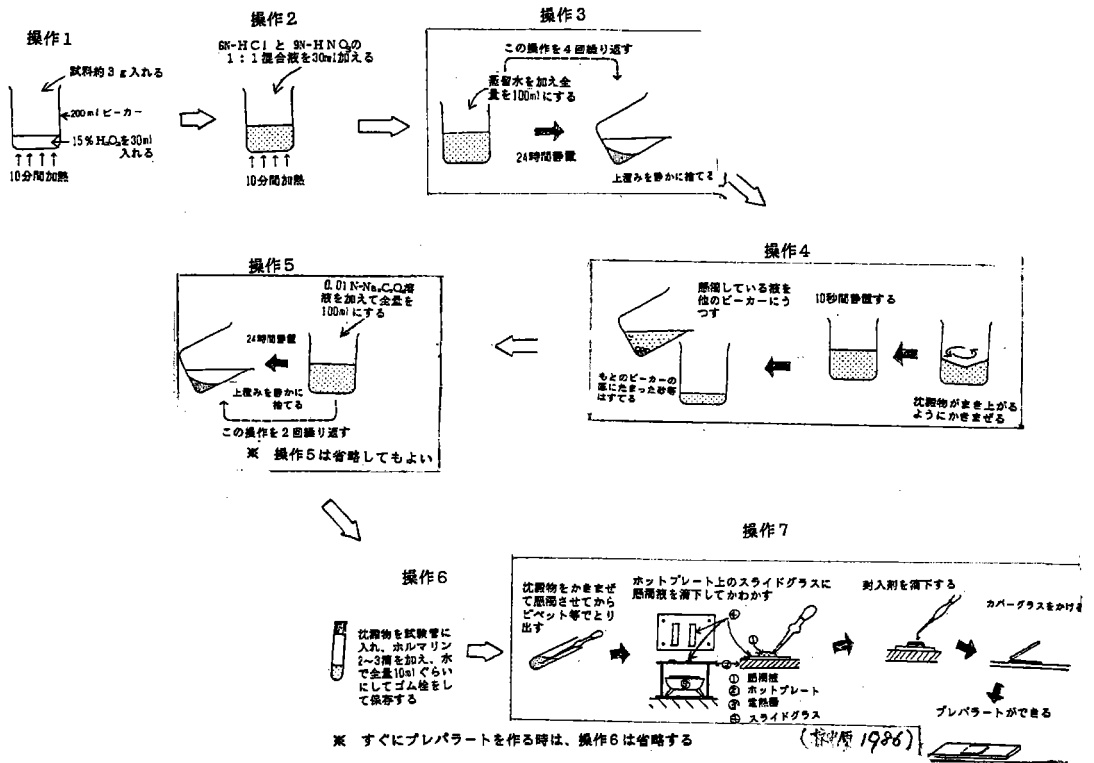 操作1
試料約3g入れる
200mlビーカー
15%H₂O₂を30ml
入れる
10分間加熱
操作2
6N-HClと9N-HNO₃の
1:1混合液を30ml加える
10分間加熱
操作3
この操作を4回繰り返す
蒸留水を加え全
量を100mlにする
24時間静置
上澄みを静かに捨てる
操作4
懸濁している液を
他のビーカーにう
つす
10秒間静置する
もとのビーカーの
底にたまった砂等
はすてる
沈澱物がまき上がる
ようにかきまぜる
操作5
0.01N-Na₄C₂O₄溶
液を加えて全量を
100mlにする
24時間静置
上澄みを静かに
捨てる
この操作を2回繰り返す
※ 操作5は省略してもよい
操作6
沈澱物を試験管に
入れ、ホルマリン
2~3滴を加え、水
で全量10mlぐらい
にしてゴム栓をし
て保存する
操作7
沈澱物をかきまぜ
て懸濁させてから
ピペット等でとり
出す
ホットプレート上のスライドグラスに
懸濁液を滴下してかわかす
① 懸濁液
② ホットプレート
③ 電熱器
④ スライドグラス
封入剤を滴下する
カバーグラスをかける
プレパラートができる
※ すぐにプレパラートを作る時は、操作6は省略する
1986)